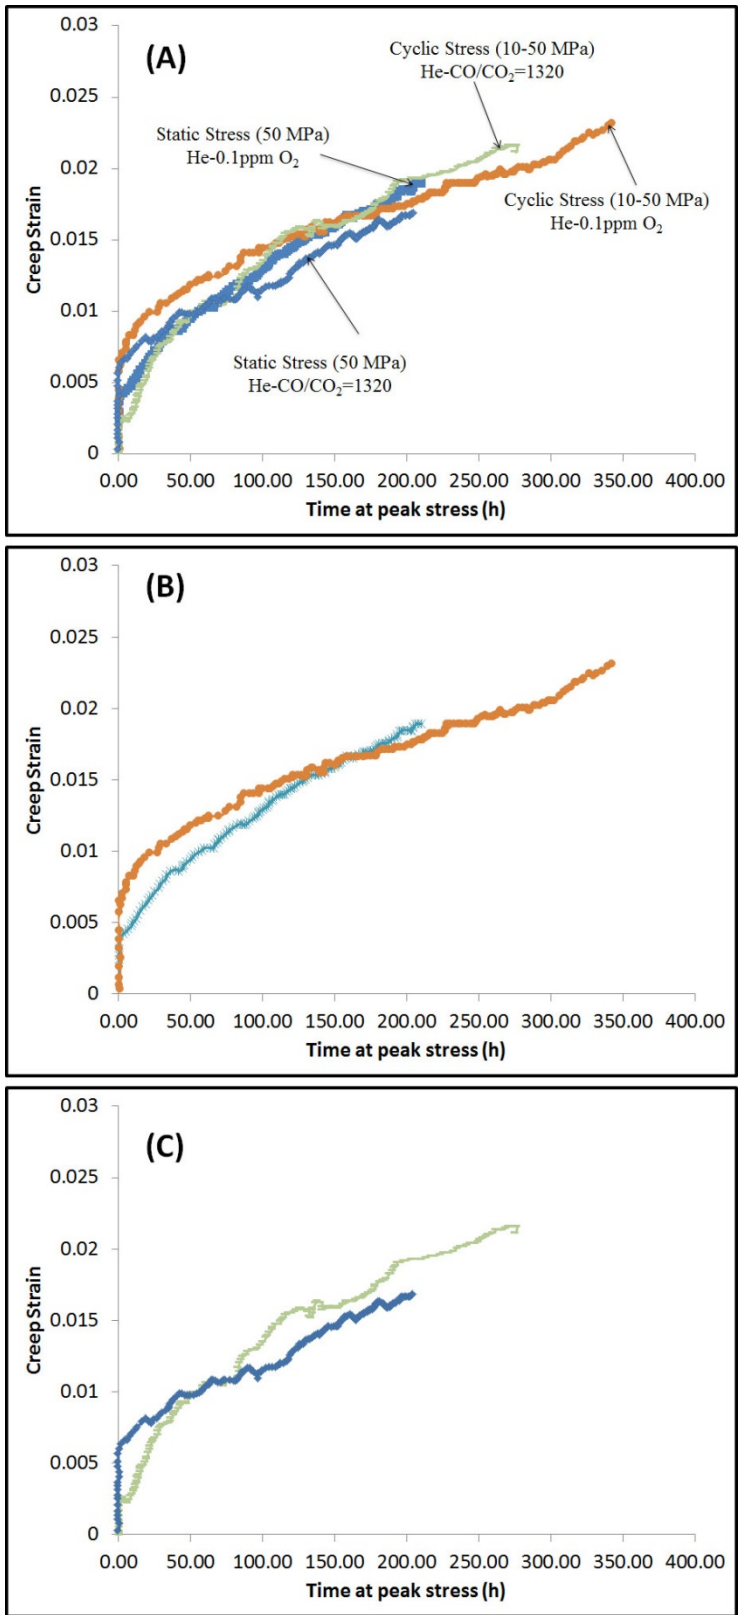 (A)
Cyclic Stress (10-50 MPa)
He-CO/CO₂=1320
Static Stress (50 MPa)
He-0.1ppm O₂
Cyclic Stress (10-50 MPa)
He-0.1ppm O₂
Static Stress (50 MPa)
He-CO/CO₂=1320
Creep Strain
0.03
0.025
0.02
0.015
0.01
0.005
0
0.00 50.00 100.00 150.00 200.00 250.00 300.00 350.00 400.00
Time at peak stress (h)
(B)
Creep Strain
0.03
0.025
0.02
0.015
0.01
0.005
0
0.00 50.00 100.00 150.00 200.00 250.00 300.00 350.00 400.00
Time at peak stress (h)
(C)
Creep Strain
0.03
0.025
0.02
0.015
0.01
0.005
0
0.00 50.00 100.00 150.00 200.00 250.00 300.00 350.00 400.00
Time at peak stress (h)